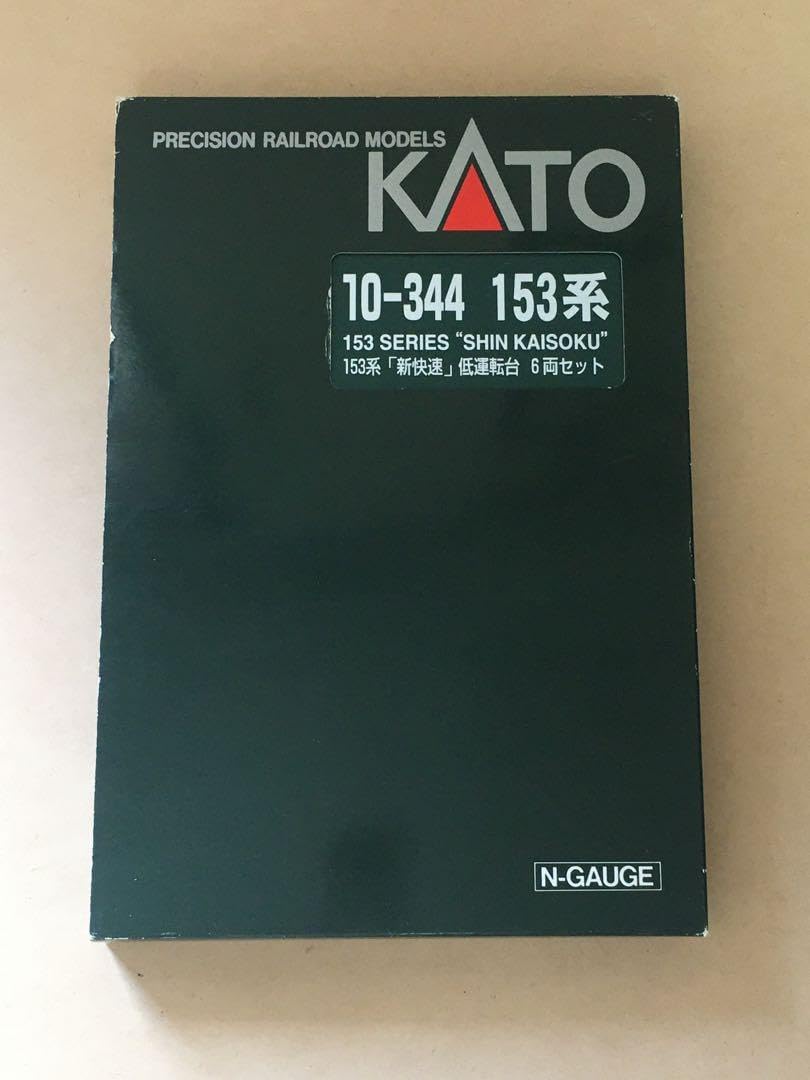 PRECISION RAILROAD MODELS
KATO
10-344 153系
153 SERIES "SHIN KAISOKU"
153系「新快速」低運転台 6両セット
N-GAUGE